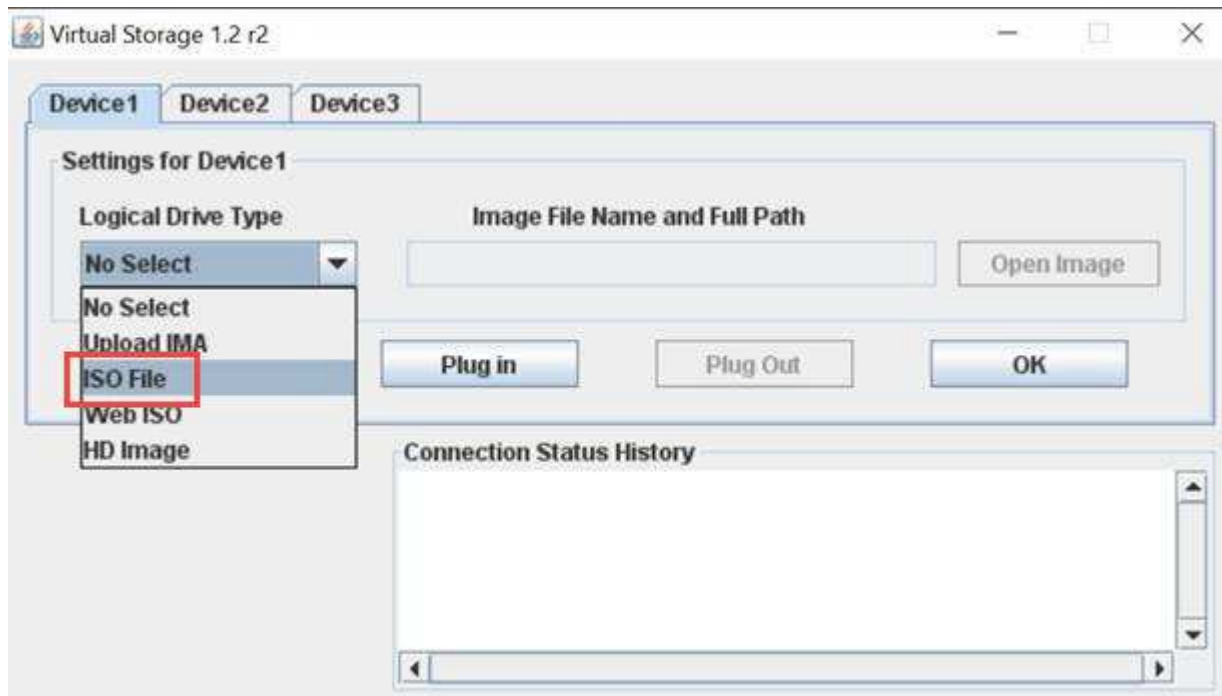 Virtual Storage 1.2 r2
Device1 Device2 Device3
Settings for Device1
Logical Drive Type Image File Name and Full Path
No Select Open Image
No Select
Upload IMA
ISO File
Web ISO
HD Image
Plug in Plug Out OK
Connection Status History